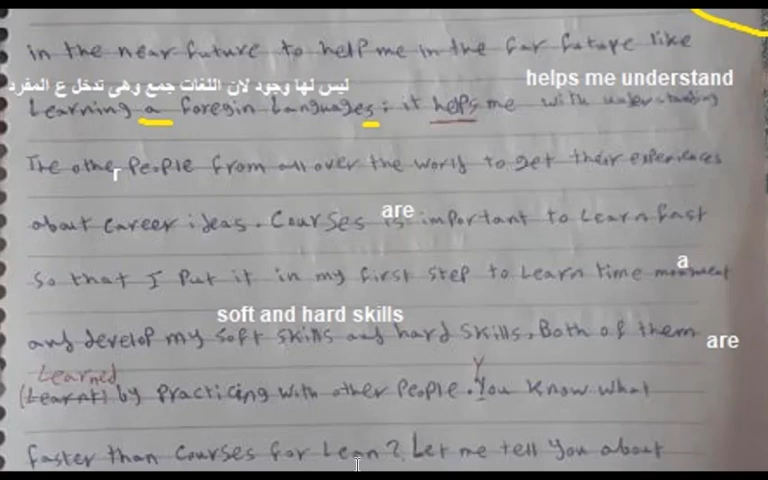 in the near future to help me in the far future like
ليس لها وجود لان اللغات جمع وهى تدخل ع المفرد
helps me understand
Learning a foregin Languages; it helps me with understanding
The other People from all over the world to get their experiences
are
about career ideas. Courses is important to Learn fast
a
So that I Put it in my first step to Learn time moment
soft and hard skills
and develop my soft skills and hard skills. Both of them
are
Learned
Y
(Learnt) by Practicing with other People. You know what
faster than courses for Lean? Let me tell you about